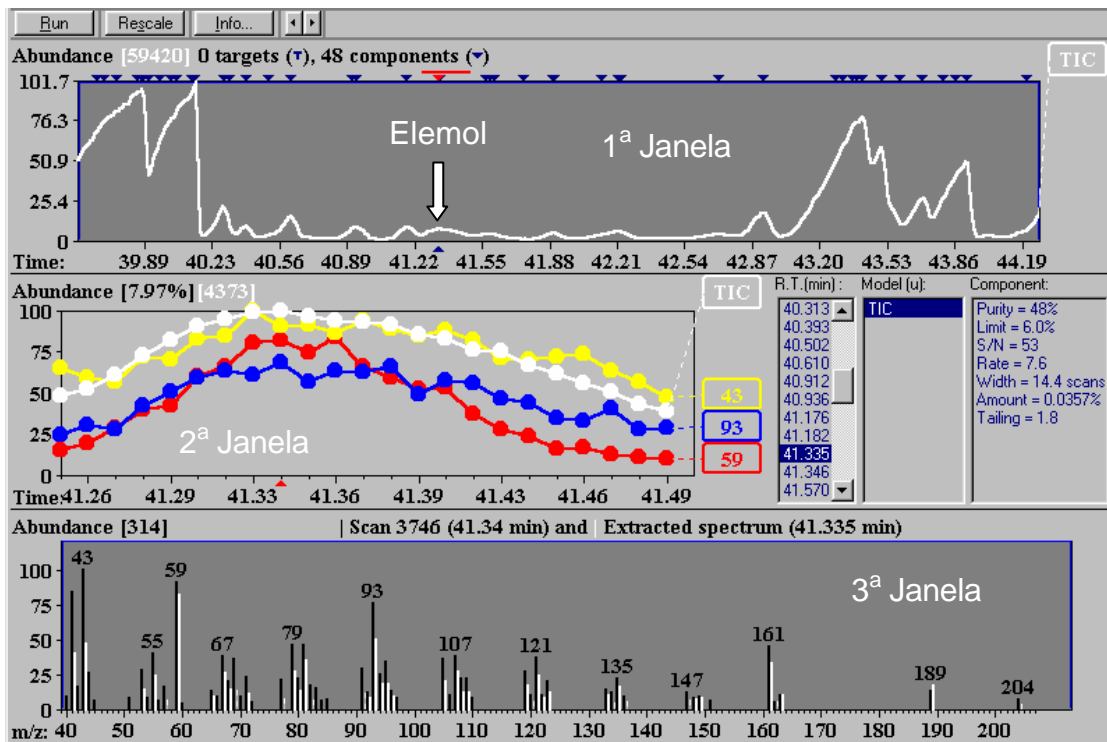 Run Rescale Info...
Abundance [59420] 0 targets (T), 48 components (▼)
TIC
101.7
76.3
50.9
25.4
0
Elemol
1ª Janela
Time: 39.89 40.23 40.56 40.89 41.22 41.55 41.88 42.21 42.54 42.87 43.20 43.53 43.86 44.19
Abundance [7.97%] [4373]
TIC
100
75
50
25
0
2ª Janela
43
93
59
Time: 41.26 41.29 41.33 41.36 41.39 41.43 41.46 41.49
R.T.(min):
40.313
40.393
40.502
40.610
40.912
40.936
41.176
41.182
41.335
41.346
41.570
Model (u):
TIC
Component:
Purity = 48%
Limit = 6.0%
S/N = 53
Rate = 7.6
Width = 14.4 scans
Amount = 0.0357%
Tailing = 1.8
Abundance [314] | Scan 3746 (41.34 min) and | Extracted spectrum (41.335 min)
100
75
50
25
0
43 55 59 67 79 93 107 121 135 147 161 189 204
3ª Janela
m/z: 40 50 60 70 80 90 100 110 120 130 140 150 160 170 180 190 200